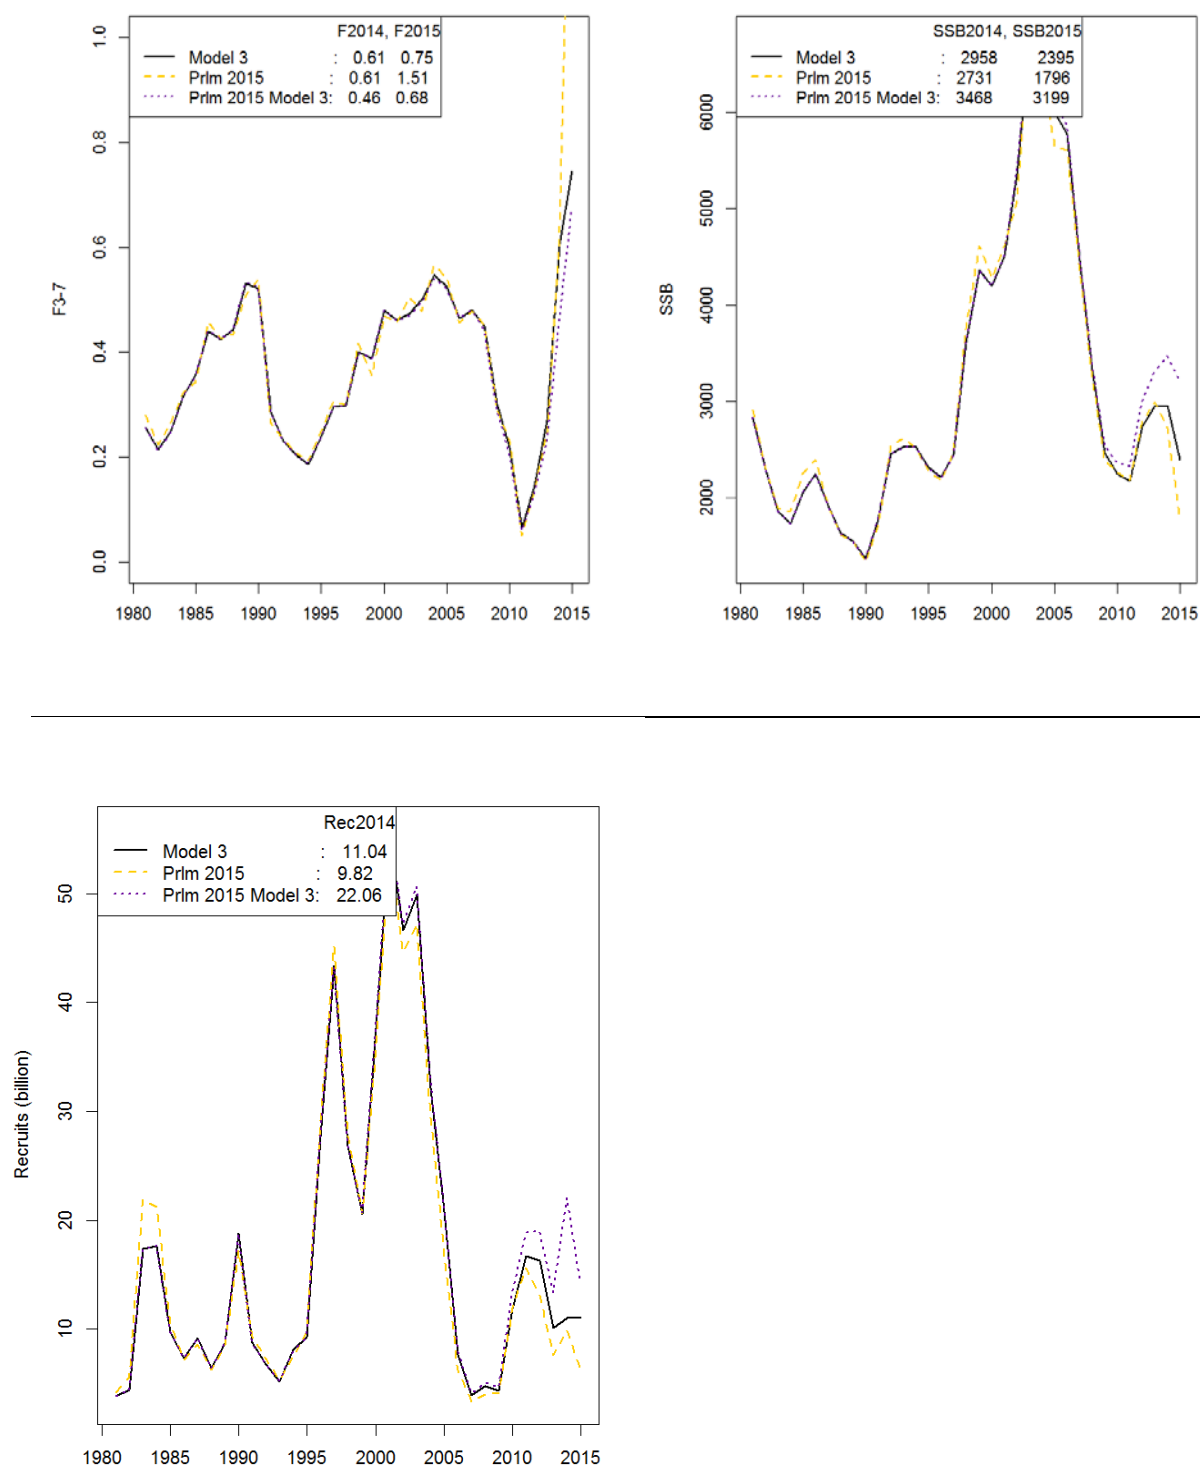 F2014, F2015
Model 3 : 0.61 0.75
Prlm 2015 : 0.61 1.51
Prlm 2015 Model 3: 0.46 0.68
1.0
0.8
0.6
0.4
0.2
0.0
F3-7
1980 1985 1990 1995 2000 2005 2010 2015
SSB2014, SSB2015
Model 3 : 2958 2395
Prlm 2015 : 2731 1796
Prlm 2015 Model 3: 3468 3199
6000
5000
4000
3000
2000
SSB
1980 1985 1990 1995 2000 2005 2010 2015
Rec2014
Model 3 : 11.04
Prlm 2015 : 9.82
Prlm 2015 Model 3: 22.06
50
40
30
20
10
Recruits (billion)
1980 1985 1990 1995 2000 2005 2010 2015